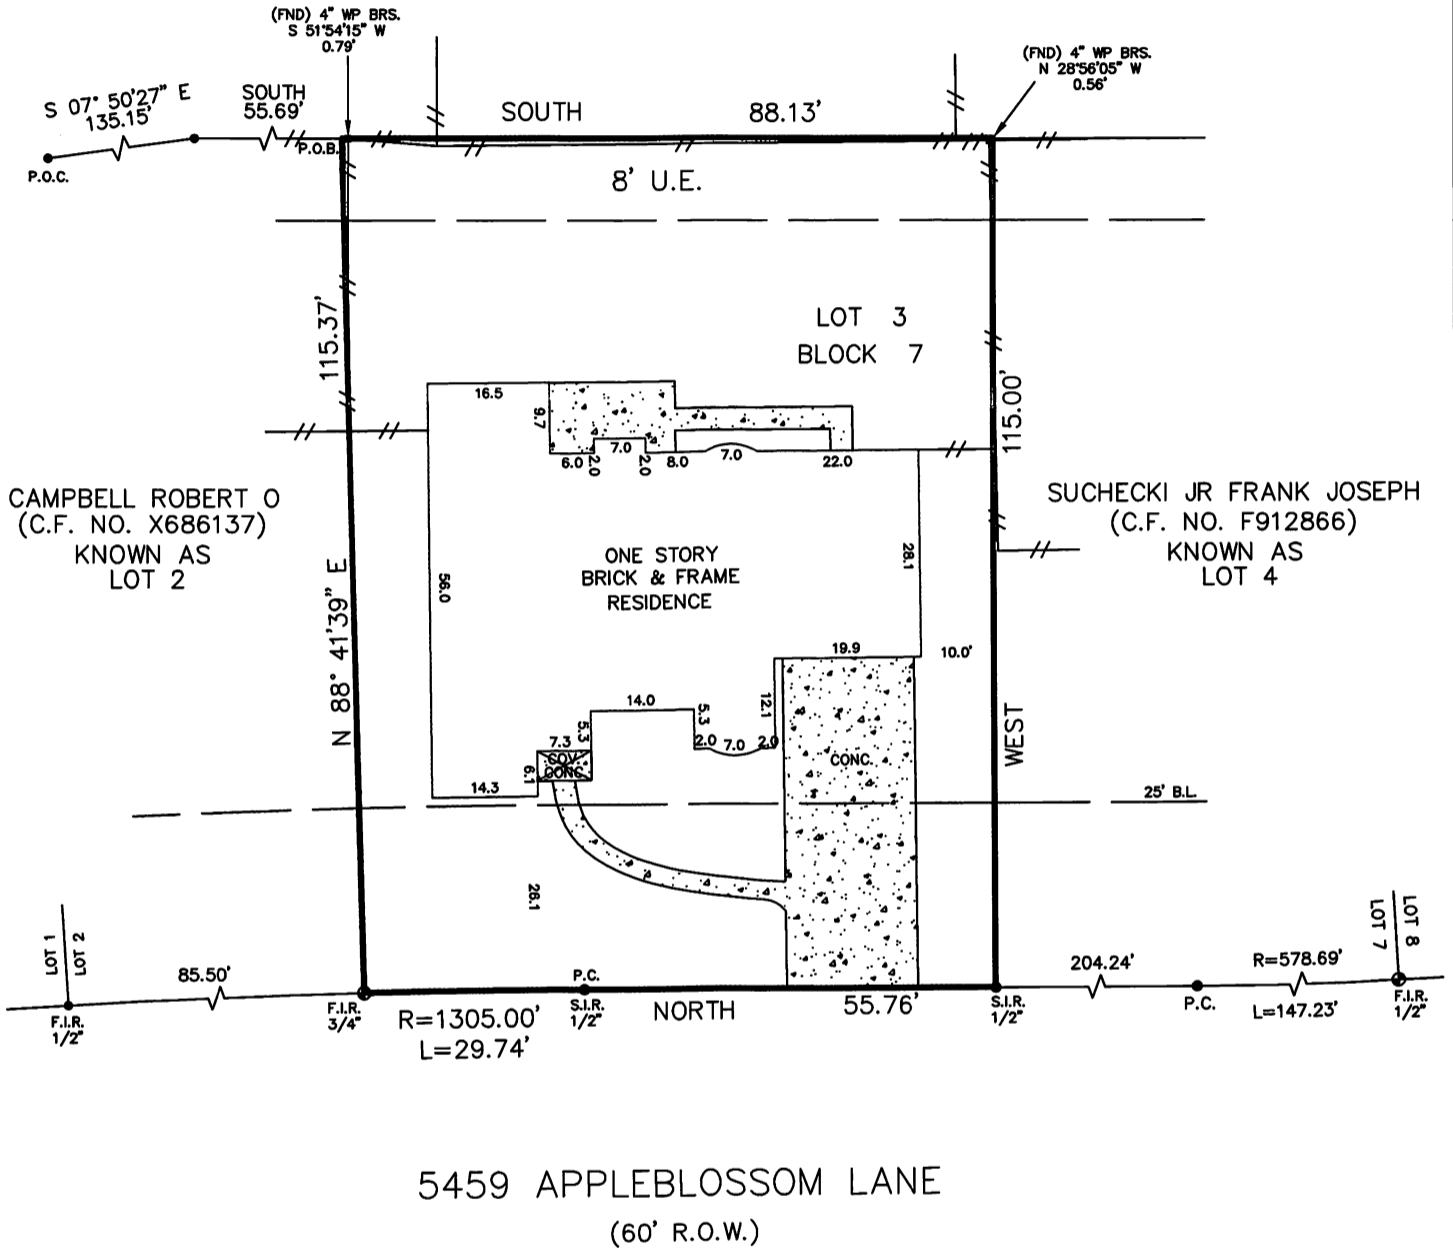 (FND) 4" WP BRS.
S 51°54'15" W
0.79'
(FND) 4" WP BRS.
N 28°56'05" W
0.56'
S 07° 50'27" E
135.15'
SOUTH
55.69'
SOUTH 88.13'
P.O.B.
P.O.C.
8' U.E.
115.37'
LOT 3
BLOCK 7
115.00'
16.5
9.7
6.0
2.0
7.0
2.0
8.0
7.0
22.0
CAMPBELL ROBERT O
(C.F. NO. X686137)
KNOWN AS
LOT 2
SUCHECKI JR FRANK JOSEPH
(C.F. NO. F912866)
KNOWN AS
LOT 4
ONE STORY
BRICK & FRAME
RESIDENCE
56.0
28.1
N 88° 41'39" E
19.9
10.0'
WEST
14.0
5.3
5.3
12.1
7.3
2.0
7.0
2.0
COV.
CONC.
6.1
CONC.
14.3
25' B.L.
26.1
LOT 1
LOT 2
LOT 7
LOT 8
85.50'
F.I.R.
1/2"
F.I.R.
3/4"
P.C.
S.I.R.
1/2"
R=1305.00'
L=29.74'
NORTH 55.76'
S.I.R.
1/2"
204.24'
P.C.
R=578.69'
L=147.23'
F.I.R.
1/2"
5459 APPLEBLOSSOM LANE
(60' R.O.W.)